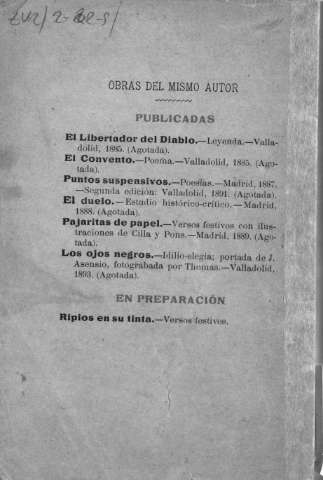 OBRAS DEL MISMO AUTOR
PUBLICADAS
El Libertador del Diablo.—Leyenda.—Valla-
dolid, 1885. (Agotada).
El Convento.—Poema.—Valladolid, 1885. (Ago-
tada).
Puntos suspensivos.—Poesías.—Madrid, 1887.
—Segunda edición: Valladolid, 1891. (Agotada).
El duelo.—Estudio histórico-crítico.—Madrid,
1888. (Agotada).
Pajaritas de papel.—Versos festivos con ilus-
traciones de Cilla y Pons.—Madrid, 1889. (Ago-
tada).
Los ojos negros.—Idilio-elegía; portada de J.
Asensio, fotograbada por Thomas.—Valladolid,
1893. (Agotada).
EN PREPARACIÓN
Ripios en su tinta.—Versos festivos.